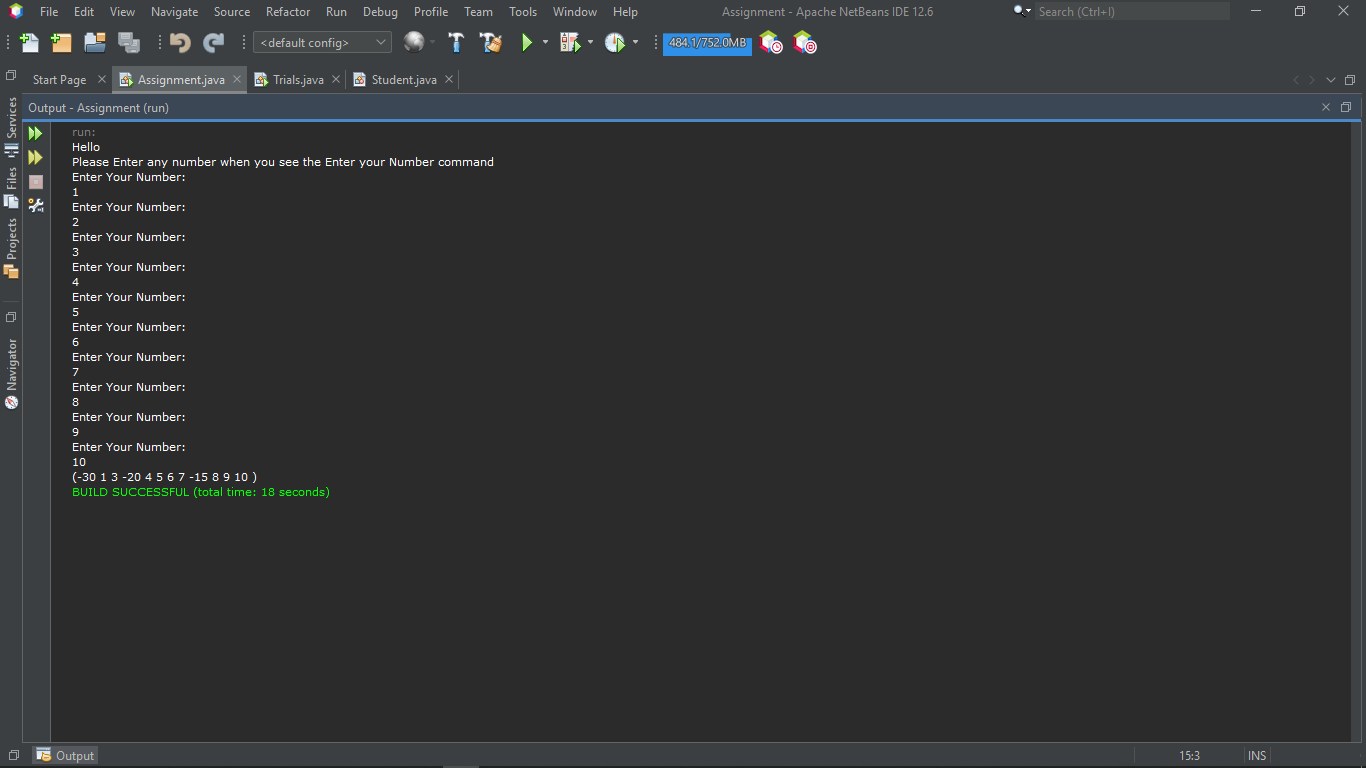 File Edit View Navigate Source Refactor Run Debug Profile Team Tools Window Help Assignment - Apache NetBeans IDE 12.6 Search (Ctrl+I)
<default config> 484.1/752.0MB
Start Page Assignment.java Trials.java Student.java
Output - Assignment (run)
Services
Files
Projects
Navigator
run:
Hello
Please Enter any number when you see the Enter your Number command
Enter Your Number:
1
Enter Your Number:
2
Enter Your Number:
3
Enter Your Number:
4
Enter Your Number:
5
Enter Your Number:
6
Enter Your Number:
7
Enter Your Number:
8
Enter Your Number:
9
Enter Your Number:
10
(-30 1 3 -20 4 5 6 7 -15 8 9 10 )
BUILD SUCCESSFUL (total time: 18 seconds)
Output 15:3 INS